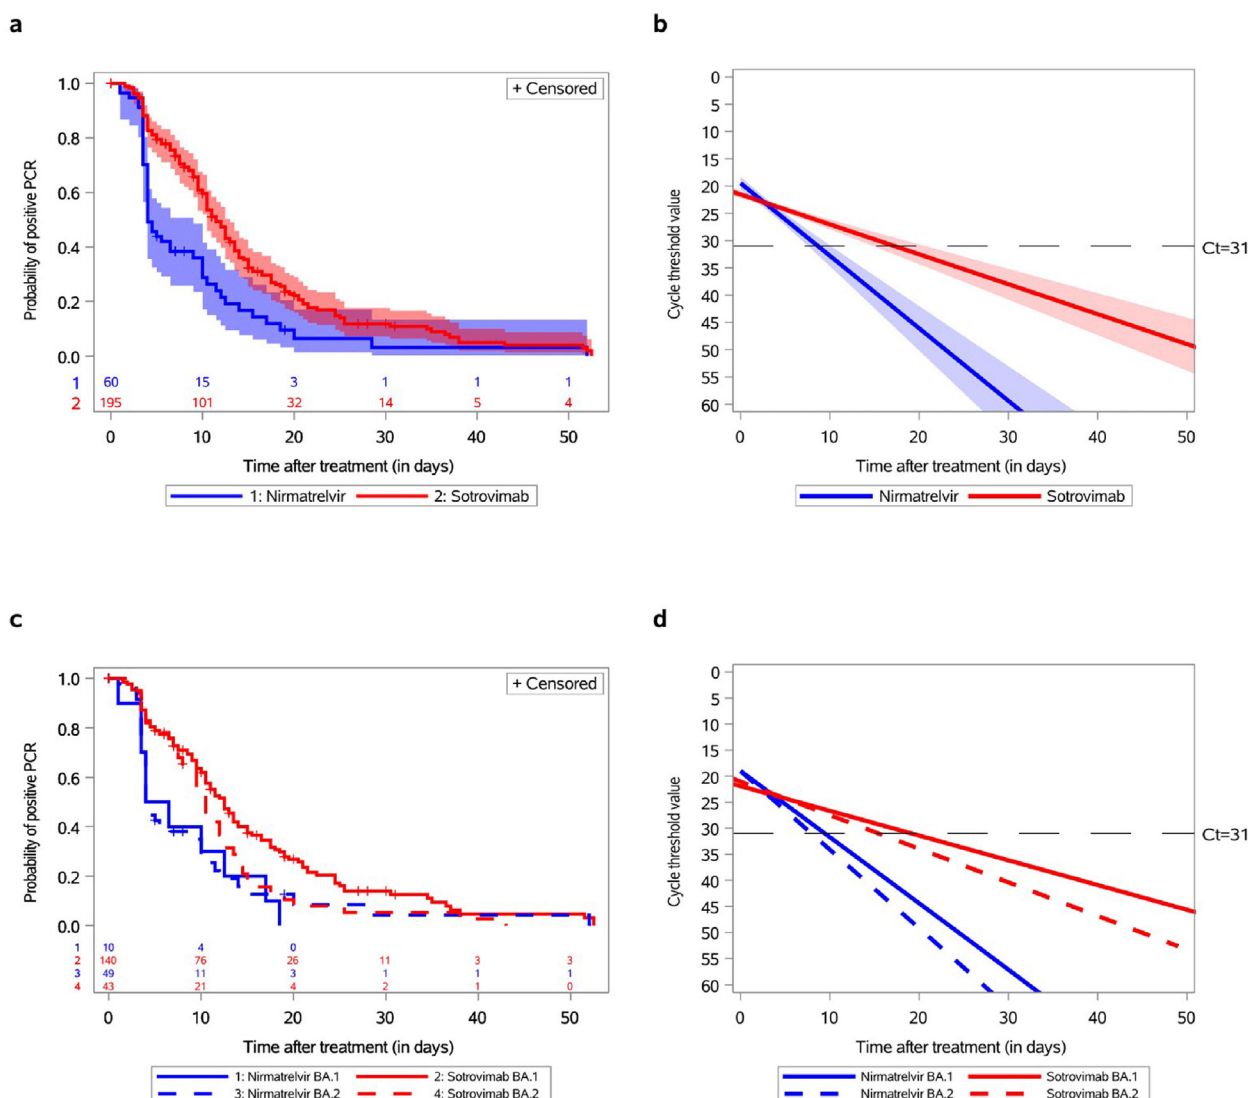 a
+ Censored
Probability of positive PCR
1.0
0.8
0.6
0.4
0.2
0.0
1 60 15 3 1 1 1
2 195 101 32 14 5 4
0 10 20 30 40 50
Time after treatment (in days)
1: Nirmatrelvir 2: Sotrovimab
b
Cycle threshold value
0
5
10
15
20
25
30
35
40
45
50
55
60
Ct=31
0 10 20 30 40 50
Time after treatment (in days)
Nirmatrelvir Sotrovimab
c
+ Censored
Probability of positive PCR
1.0
0.8
0.6
0.4
0.2
0.0
1 10 4 0
2 140 76 26 11 3 3
3 49 11 3 1 1 1
4 43 21 4 2 1 0
0 10 20 30 40 50
Time after treatment (in days)
1: Nirmatrelvir BA.1 2: Sotrovimab BA.1
3: Nirmatrelvir BA.2 4: Sotrovimab BA.2
d
Cycle threshold value
0
5
10
15
20
25
30
35
40
45
50
55
60
Ct=31
0 10 20 30 40 50
Time after treatment (in days)
Nirmatrelvir BA.1 Sotrovimab BA.1
Nirmatrelvir BA.2 Sotrovimab BA.2